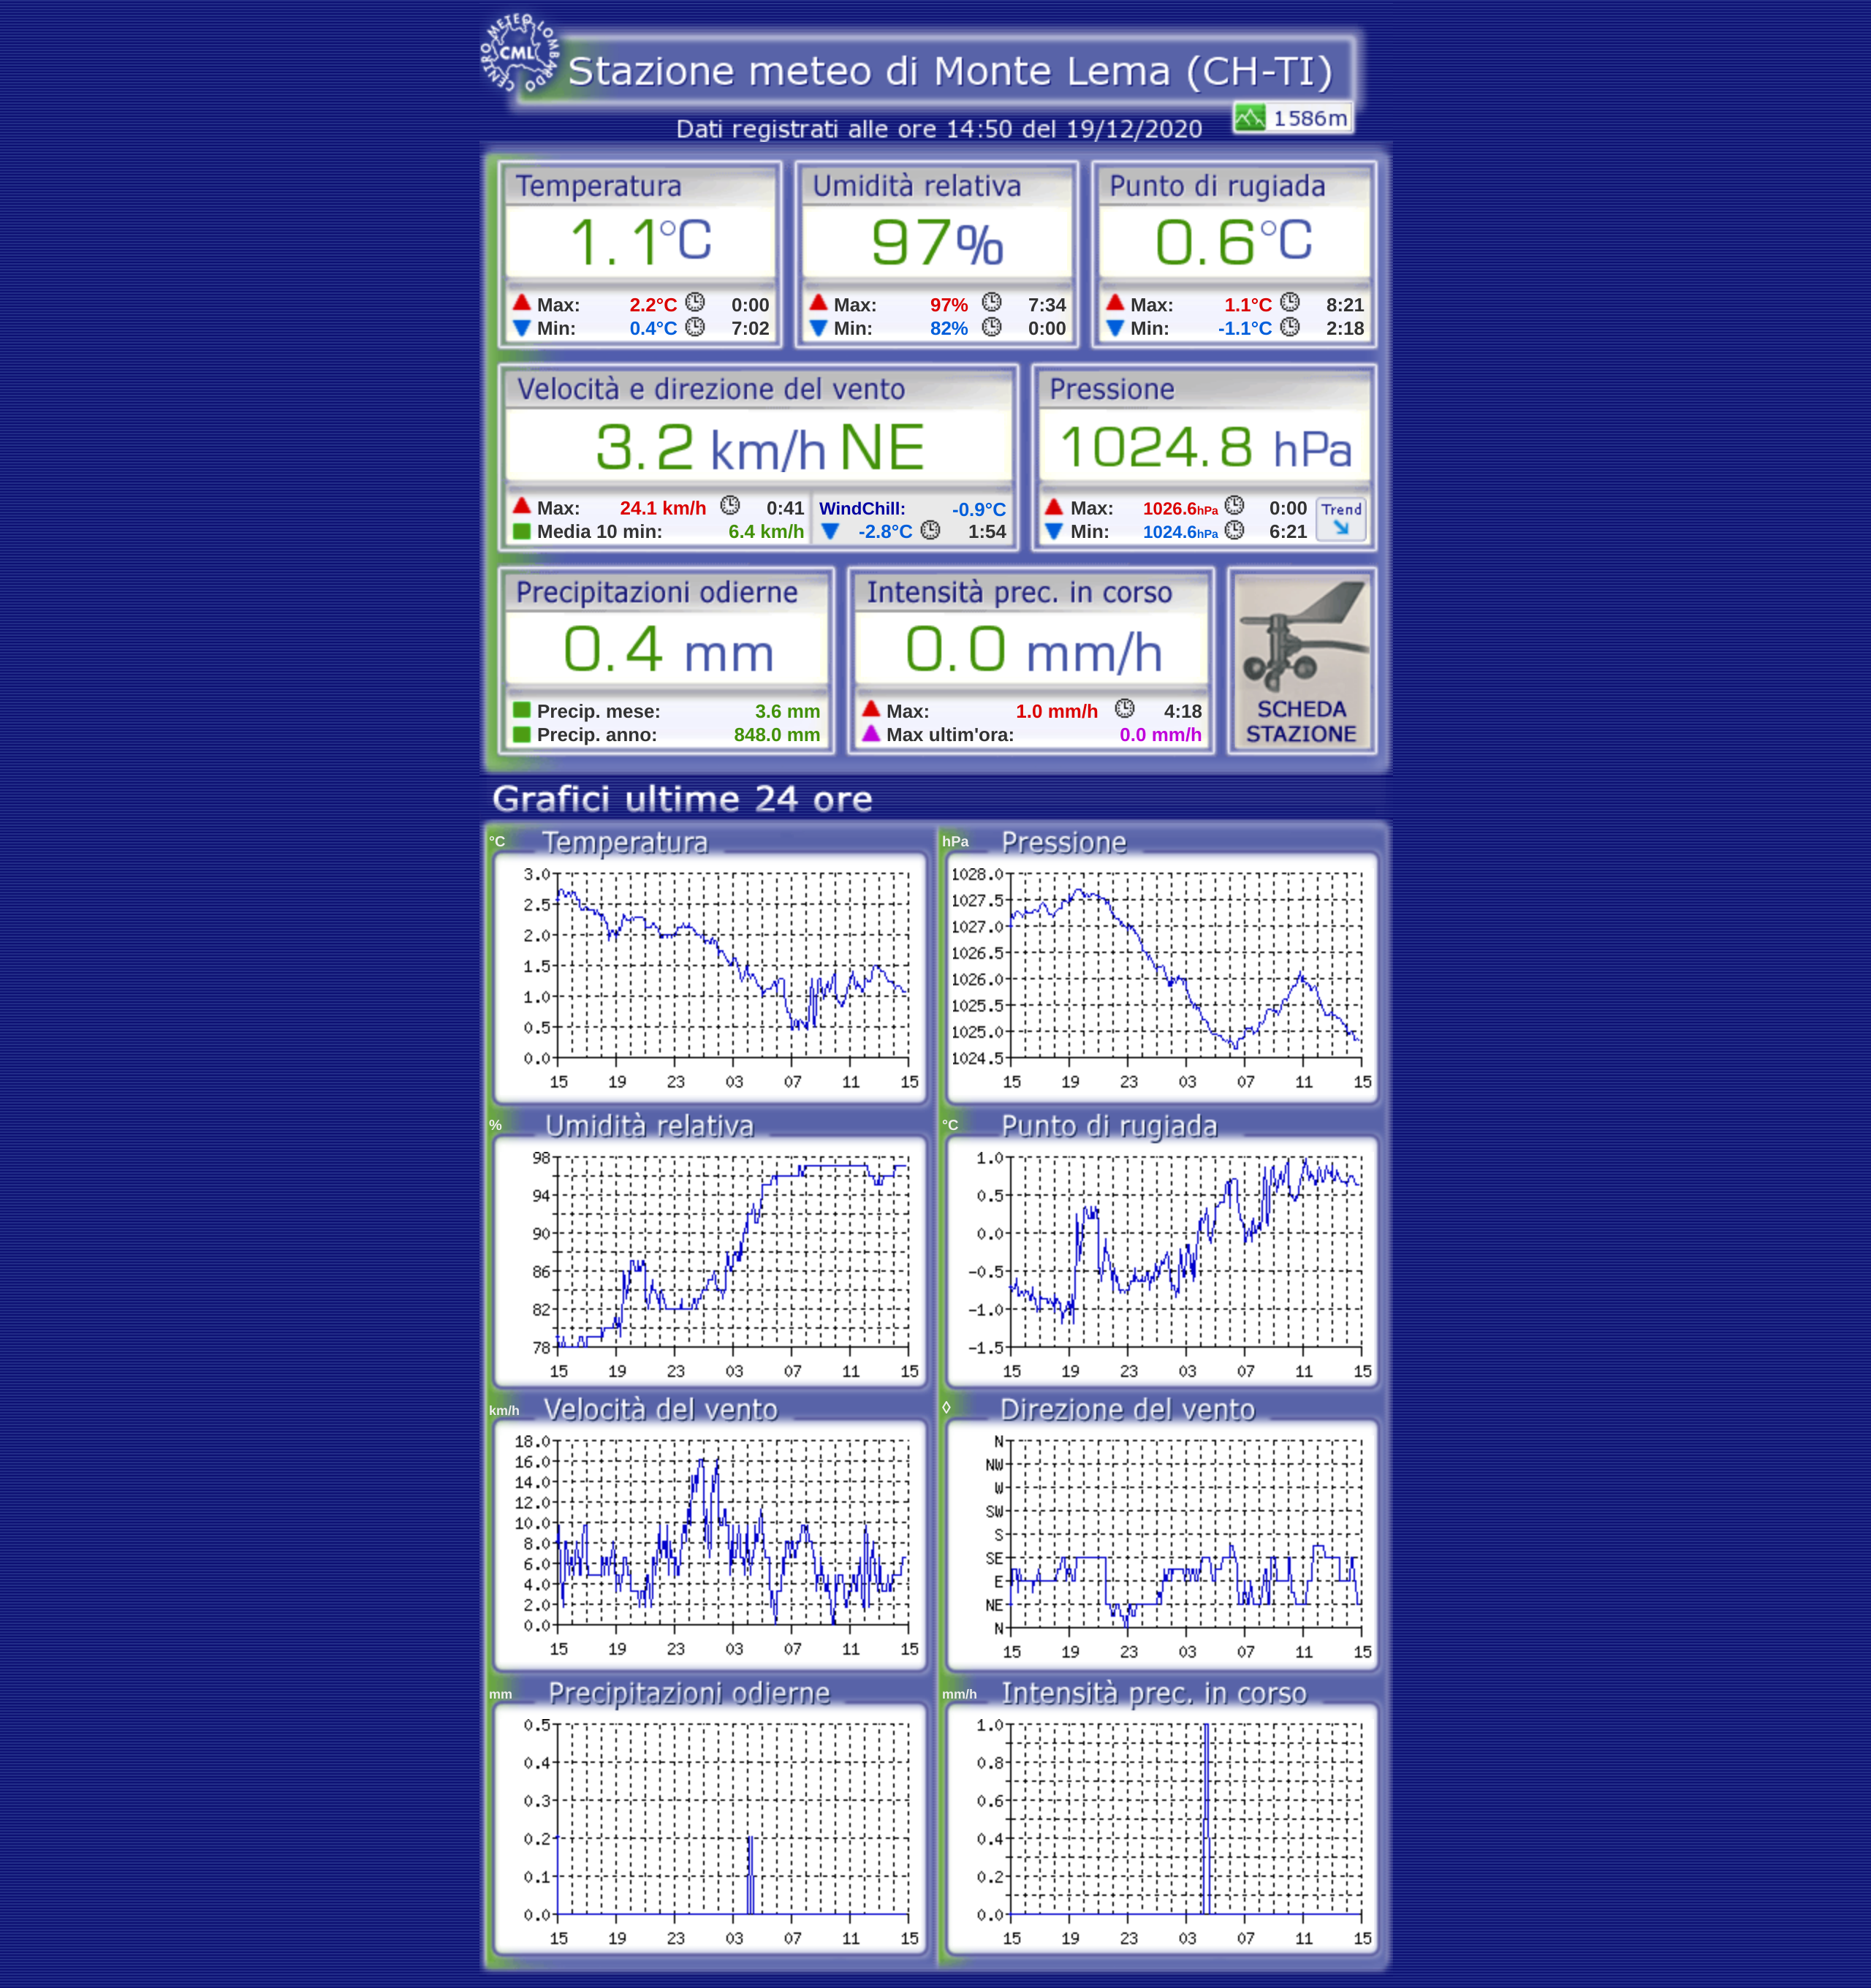 CENTRO METEO LOMBARDO
CML
Stazione meteo di Monte Lema (CH-TI)
1586m
Dati registrati alle ore 14:50 del 19/12/2020
Temperatura
1.1°C
Max: 2.2°C 0:00
Min: 0.4°C 7:02
Umidità relativa
97%
Max: 97% 7:34
Min: 82% 0:00
Punto di rugiada
0.6°C
Max: 1.1°C 8:21
Min: -1.1°C 2:18
Velocità e direzione del vento
3.2 km/h NE
Max: 24.1 km/h 0:41
Media 10 min: 6.4 km/h
WindChill: -0.9°C
-2.8°C 1:54
Pressione
1024.8 hPa
Max: 1026.6hPa 0:00
Min: 1024.6hPa 6:21
Trend
Precipitazioni odierne
0.4 mm
Precip. mese: 3.6 mm
Precip. anno: 848.0 mm
Intensità prec. in corso
0.0 mm/h
Max: 1.0 mm/h 4:18
Max ultim'ora: 0.0 mm/h
SCHEDA
STAZIONE
Grafici ultime 24 ore
°C Temperatura
3.0
2.5
2.0
1.5
1.0
0.5
0.0
15 19 23 03 07 11 15
hPa Pressione
1028.0
1027.5
1027.0
1026.5
1026.0
1025.5
1025.0
1024.5
15 19 23 03 07 11 15
% Umidità relativa
98
94
90
86
82
78
15 19 23 03 07 11 15
°C Punto di rugiada
1.0
0.5
0.0
-0.5
-1.0
-1.5
15 19 23 03 07 11 15
km/h Velocità del vento
18.0
16.0
14.0
12.0
10.0
8.0
6.0
4.0
2.0
0.0
15 19 23 03 07 11 15
◊ Direzione del vento
N
NW
W
SW
S
SE
E
NE
N
15 19 23 03 07 11 15
mm Precipitazioni odierne
0.5
0.4
0.3
0.2
0.1
0.0
15 19 23 03 07 11 15
mm/h Intensità prec. in corso
1.0
0.8
0.6
0.4
0.2
0.0
15 19 23 03 07 11 15